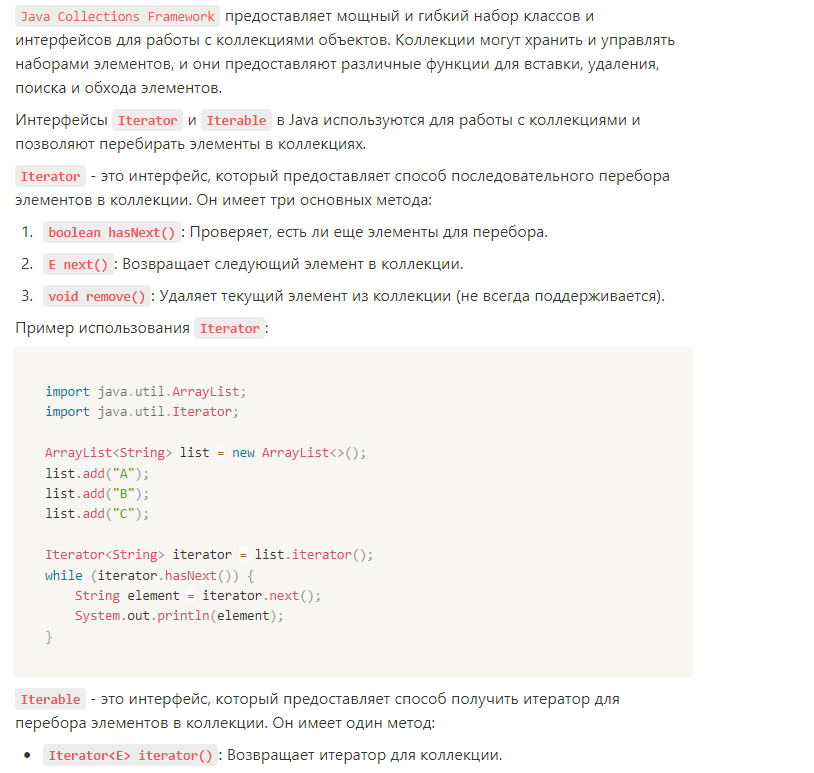 Java Collections Framework предоставляет мощный и гибкий набор классов и
интерфейсов для работы с коллекциями объектов. Коллекции могут хранить и управлять
наборами элементов, и они предоставляют различные функции для вставки, удаления,
поиска и обхода элементов.
Интерфейсы Iterator и Iterable в Java используются для работы с коллекциями и
позволяют перебирать элементы в коллекциях.
Iterator - это интерфейс, который предоставляет способ последовательного перебора
элементов в коллекции. Он имеет три основных метода:
1. boolean hasNext(): Проверяет, есть ли еще элементы для перебора.
2. E next(): Возвращает следующий элемент в коллекции.
3. void remove(): Удаляет текущий элемент из коллекции (не всегда поддерживается).
Пример использования Iterator:
import java.util.ArrayList;
import java.util.Iterator;
ArrayList<String> list = new ArrayList<>();
list.add("A");
list.add("B");
list.add("C");
Iterator<String> iterator = list.iterator();
while (iterator.hasNext()) {
    String element = iterator.next();
    System.out.println(element);
}
Iterable - это интерфейс, который предоставляет способ получить итератор для
перебора элементов в коллекции. Он имеет один метод:
• Iterator<E> iterator(): Возвращает итератор для коллекции.